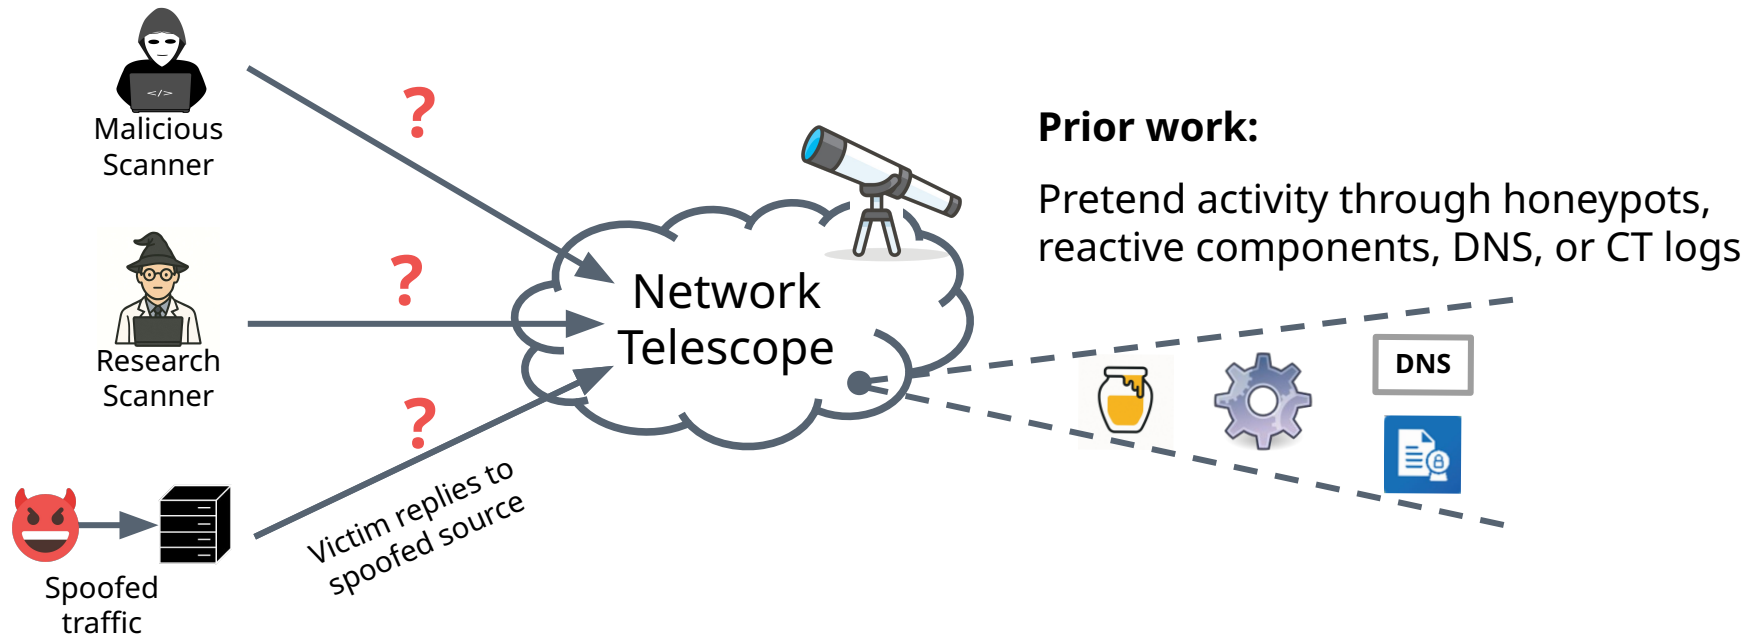 Malicious
Scanner
?
Research
Scanner
?
Spoofed
traffic
?
Victim replies to
spoofed source
Network
Telescope
Prior work:
Pretend activity through honeypots,
reactive components, DNS, or CT logs
DNS
</>